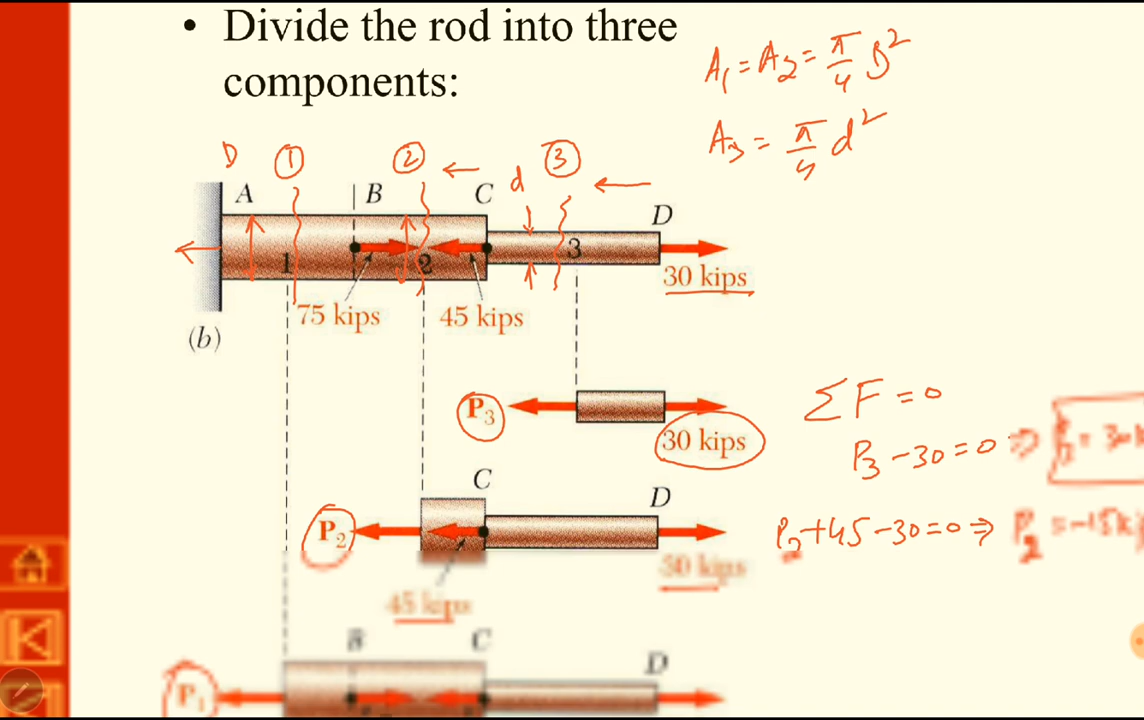 • Divide the rod into three
components:
A₁ = A₂ = π/4 D²
A₃ = π/4 d²
D ① ② ← d ③ ←
A B C D
1 2 3
30 kips
75 kips 45 kips
(b)
P₃
30 kips
ΣF = 0
P₃ - 30 = 0 ⇒
C D
P₂
P₂ + 45 - 30 = 0 ⇒ P₂ = -15k
45 kips
B C D
P₁